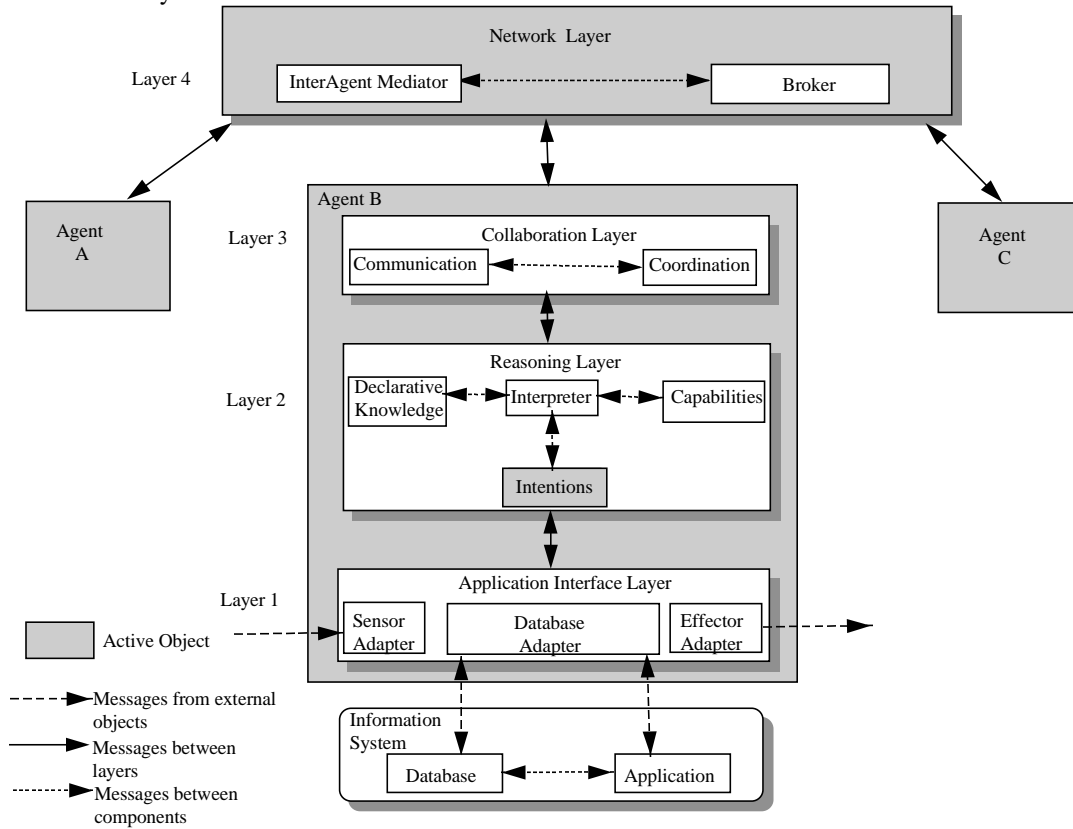 Network Layer
Layer 4
InterAgent Mediator
Broker
Agent
A
Agent B
Agent
C
Layer 3
Collaboration Layer
Communication
Coordination
Reasoning Layer
Layer 2
Declarative
Knowledge
Interpreter
Capabilities
Intentions
Application Interface Layer
Layer 1
Sensor
Adapter
Database
Adapter
Effector
Adapter
Active Object
Messages from external
objects
Messages between
layers
Messages between
components
Information
System
Database
Application